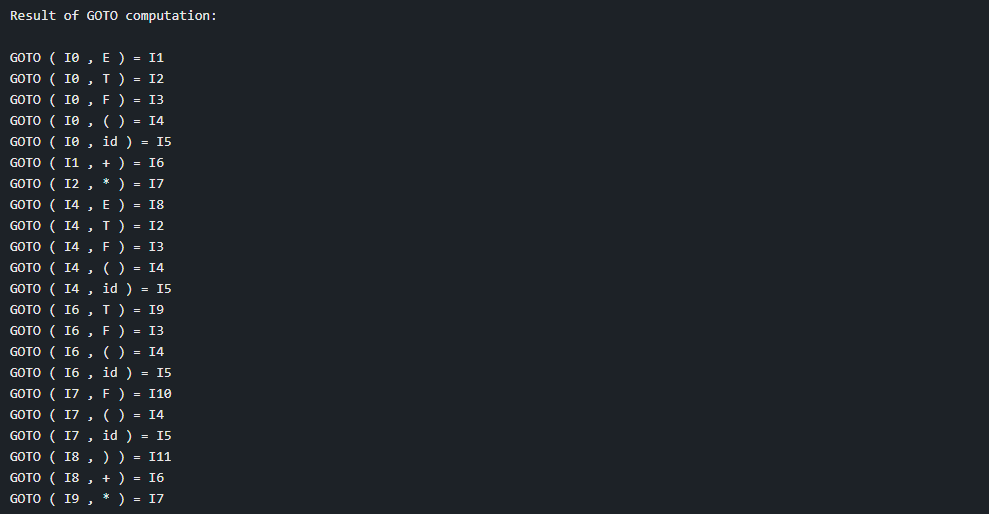 Result of GOTO computation:
GOTO ( I0 , E ) = I1
GOTO ( I0 , T ) = I2
GOTO ( I0 , F ) = I3
GOTO ( I0 , ( ) = I4
GOTO ( I0 , id ) = I5
GOTO ( I1 , + ) = I6
GOTO ( I2 , * ) = I7
GOTO ( I4 , E ) = I8
GOTO ( I4 , T ) = I2
GOTO ( I4 , F ) = I3
GOTO ( I4 , ( ) = I4
GOTO ( I4 , id ) = I5
GOTO ( I6 , T ) = I9
GOTO ( I6 , F ) = I3
GOTO ( I6 , ( ) = I4
GOTO ( I6 , id ) = I5
GOTO ( I7 , F ) = I10
GOTO ( I7 , ( ) = I4
GOTO ( I7 , id ) = I5
GOTO ( I8 , ) ) = I11
GOTO ( I8 , + ) = I6
GOTO ( I9 , * ) = I7